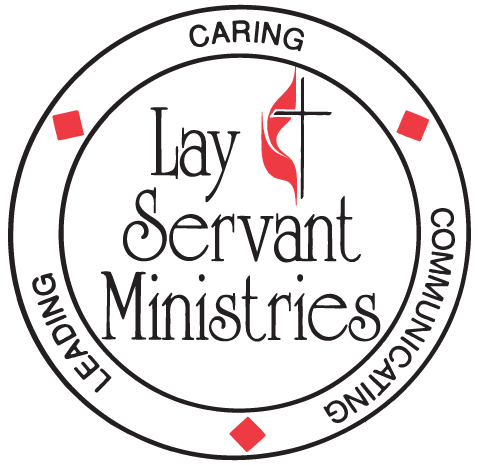 CARING
Lay
Servant
Ministries
LEADING
COMMUNICATING